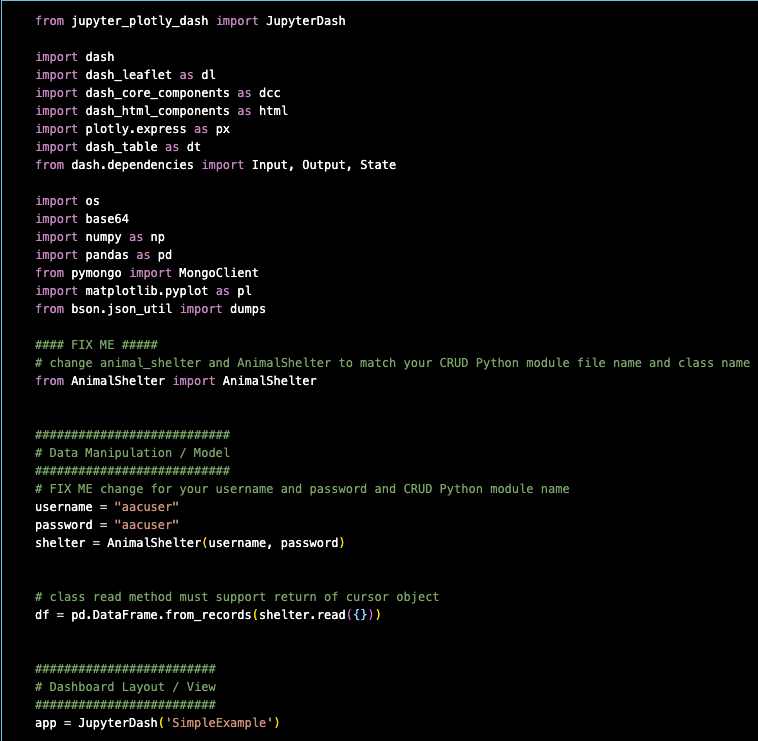 from jupyter_plotly_dash import JupyterDash
import dash
import dash_leaflet as dl
import dash_core_components as dcc
import dash_html_components as html
import plotly.express as px
import dash_table as dt
from dash.dependencies import Input, Output, State
import os
import base64
import numpy as np
import pandas as pd
from pymongo import MongoClient
import matplotlib.pyplot as pl
from bson.json_util import dumps
#### FIX ME #####
# change animal_shelter and AnimalShelter to match your CRUD Python module file name and class name
from AnimalShelter import AnimalShelter
###########################
# Data Manipulation / Model
###########################
# FIX ME change for your username and password and CRUD Python module name
username = "aacuser"
password = "aacuser"
shelter = AnimalShelter(username, password)
# class read method must support return of cursor object
df = pd.DataFrame.from_records(shelter.read({}))
#########################
# Dashboard Layout / View
#########################
app = JupyterDash('SimpleExample')